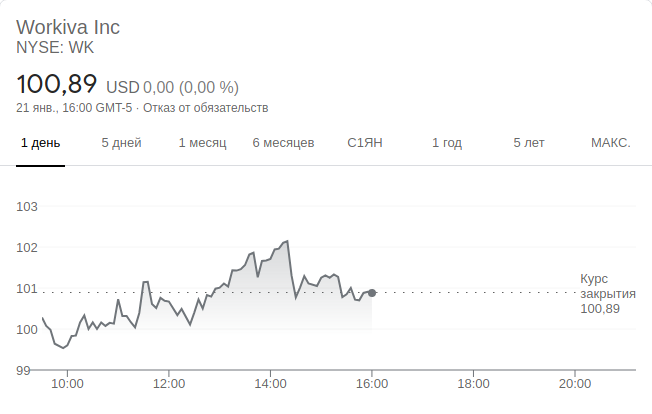 Workiva Inc
NYSE: WK
100,89 USD 0,00 (0,00 %)
21 янв., 16:00 GMT-5 · Отказ от обязательств
1 день 5 дней 1 месяц 6 месяцев С1ЯН 1 год 5 лет МАКС.
103
102
101
100
99
Курс
закрытия
100,89
10:00 12:00 14:00 16:00 18:00 20:00